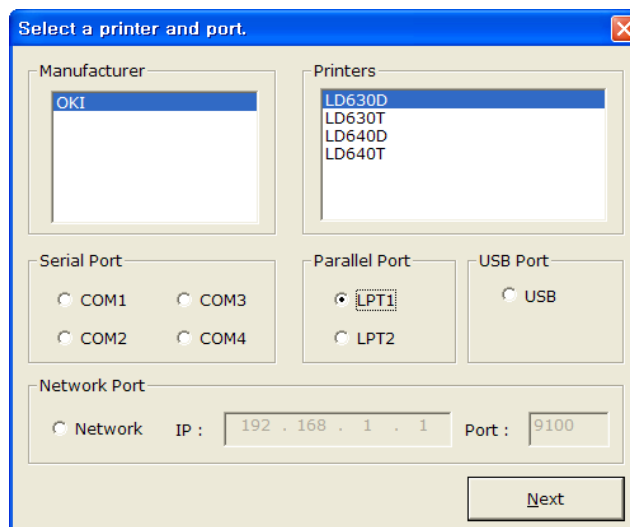 Select a printer and port.
Manufacturer
OKI
Printers
LD630D
LD630T
LD640D
LD640T
Serial Port
COM1 COM3
COM2 COM4
Parallel Port
LPT1
LPT2
USB Port
USB
Network Port
Network IP : 192 . 168 . 1 . 1 Port : 9100
Next